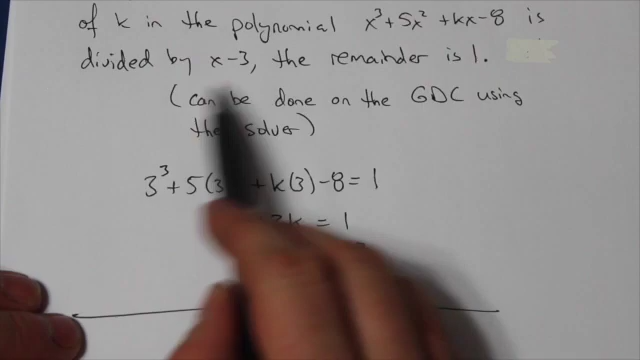 of k in the polynomial x³ + 5x² + kx - 8 is
divided by x - 3, the remainder is 1.
(can be done on the GDC using
the solver)
3³ + 5(3 + k(3) - 8 = 1
3k = 1